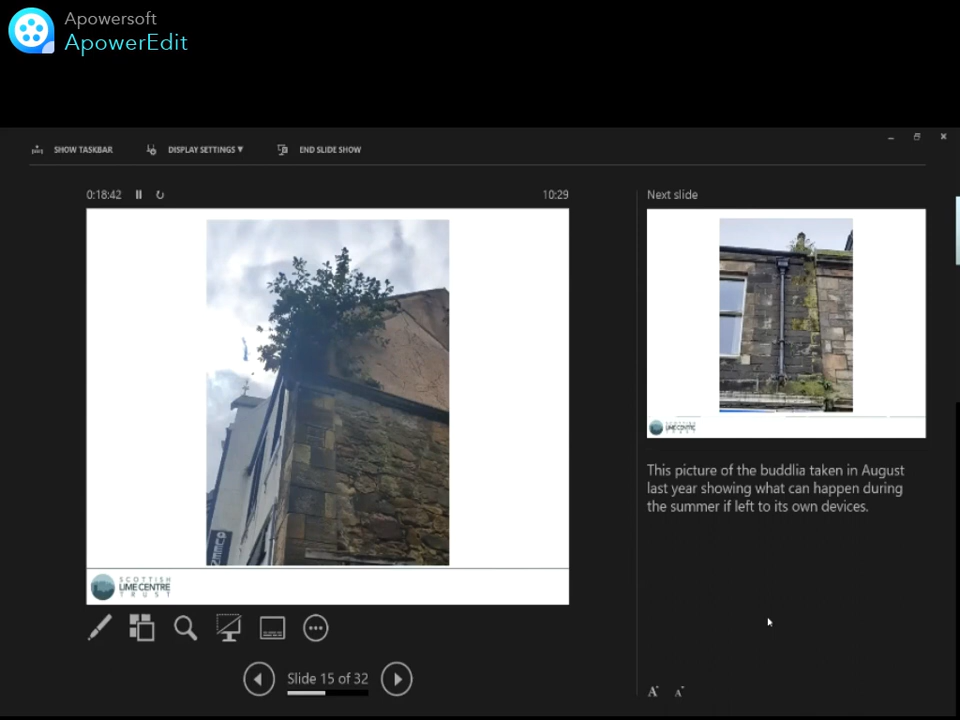 Apowersoft
ApowerEdit
SHOW TASKBAR
DISPLAY SETTINGS ▼
END SLIDE SHOW
0:18:42
10:29
Next slide
SCOTTISH
LIME CENTRE
TRUST
LIME CENTRE
This picture of the buddlia taken in August
last year showing what can happen during
the summer if left to its own devices.
Slide 15 of 32
A
A